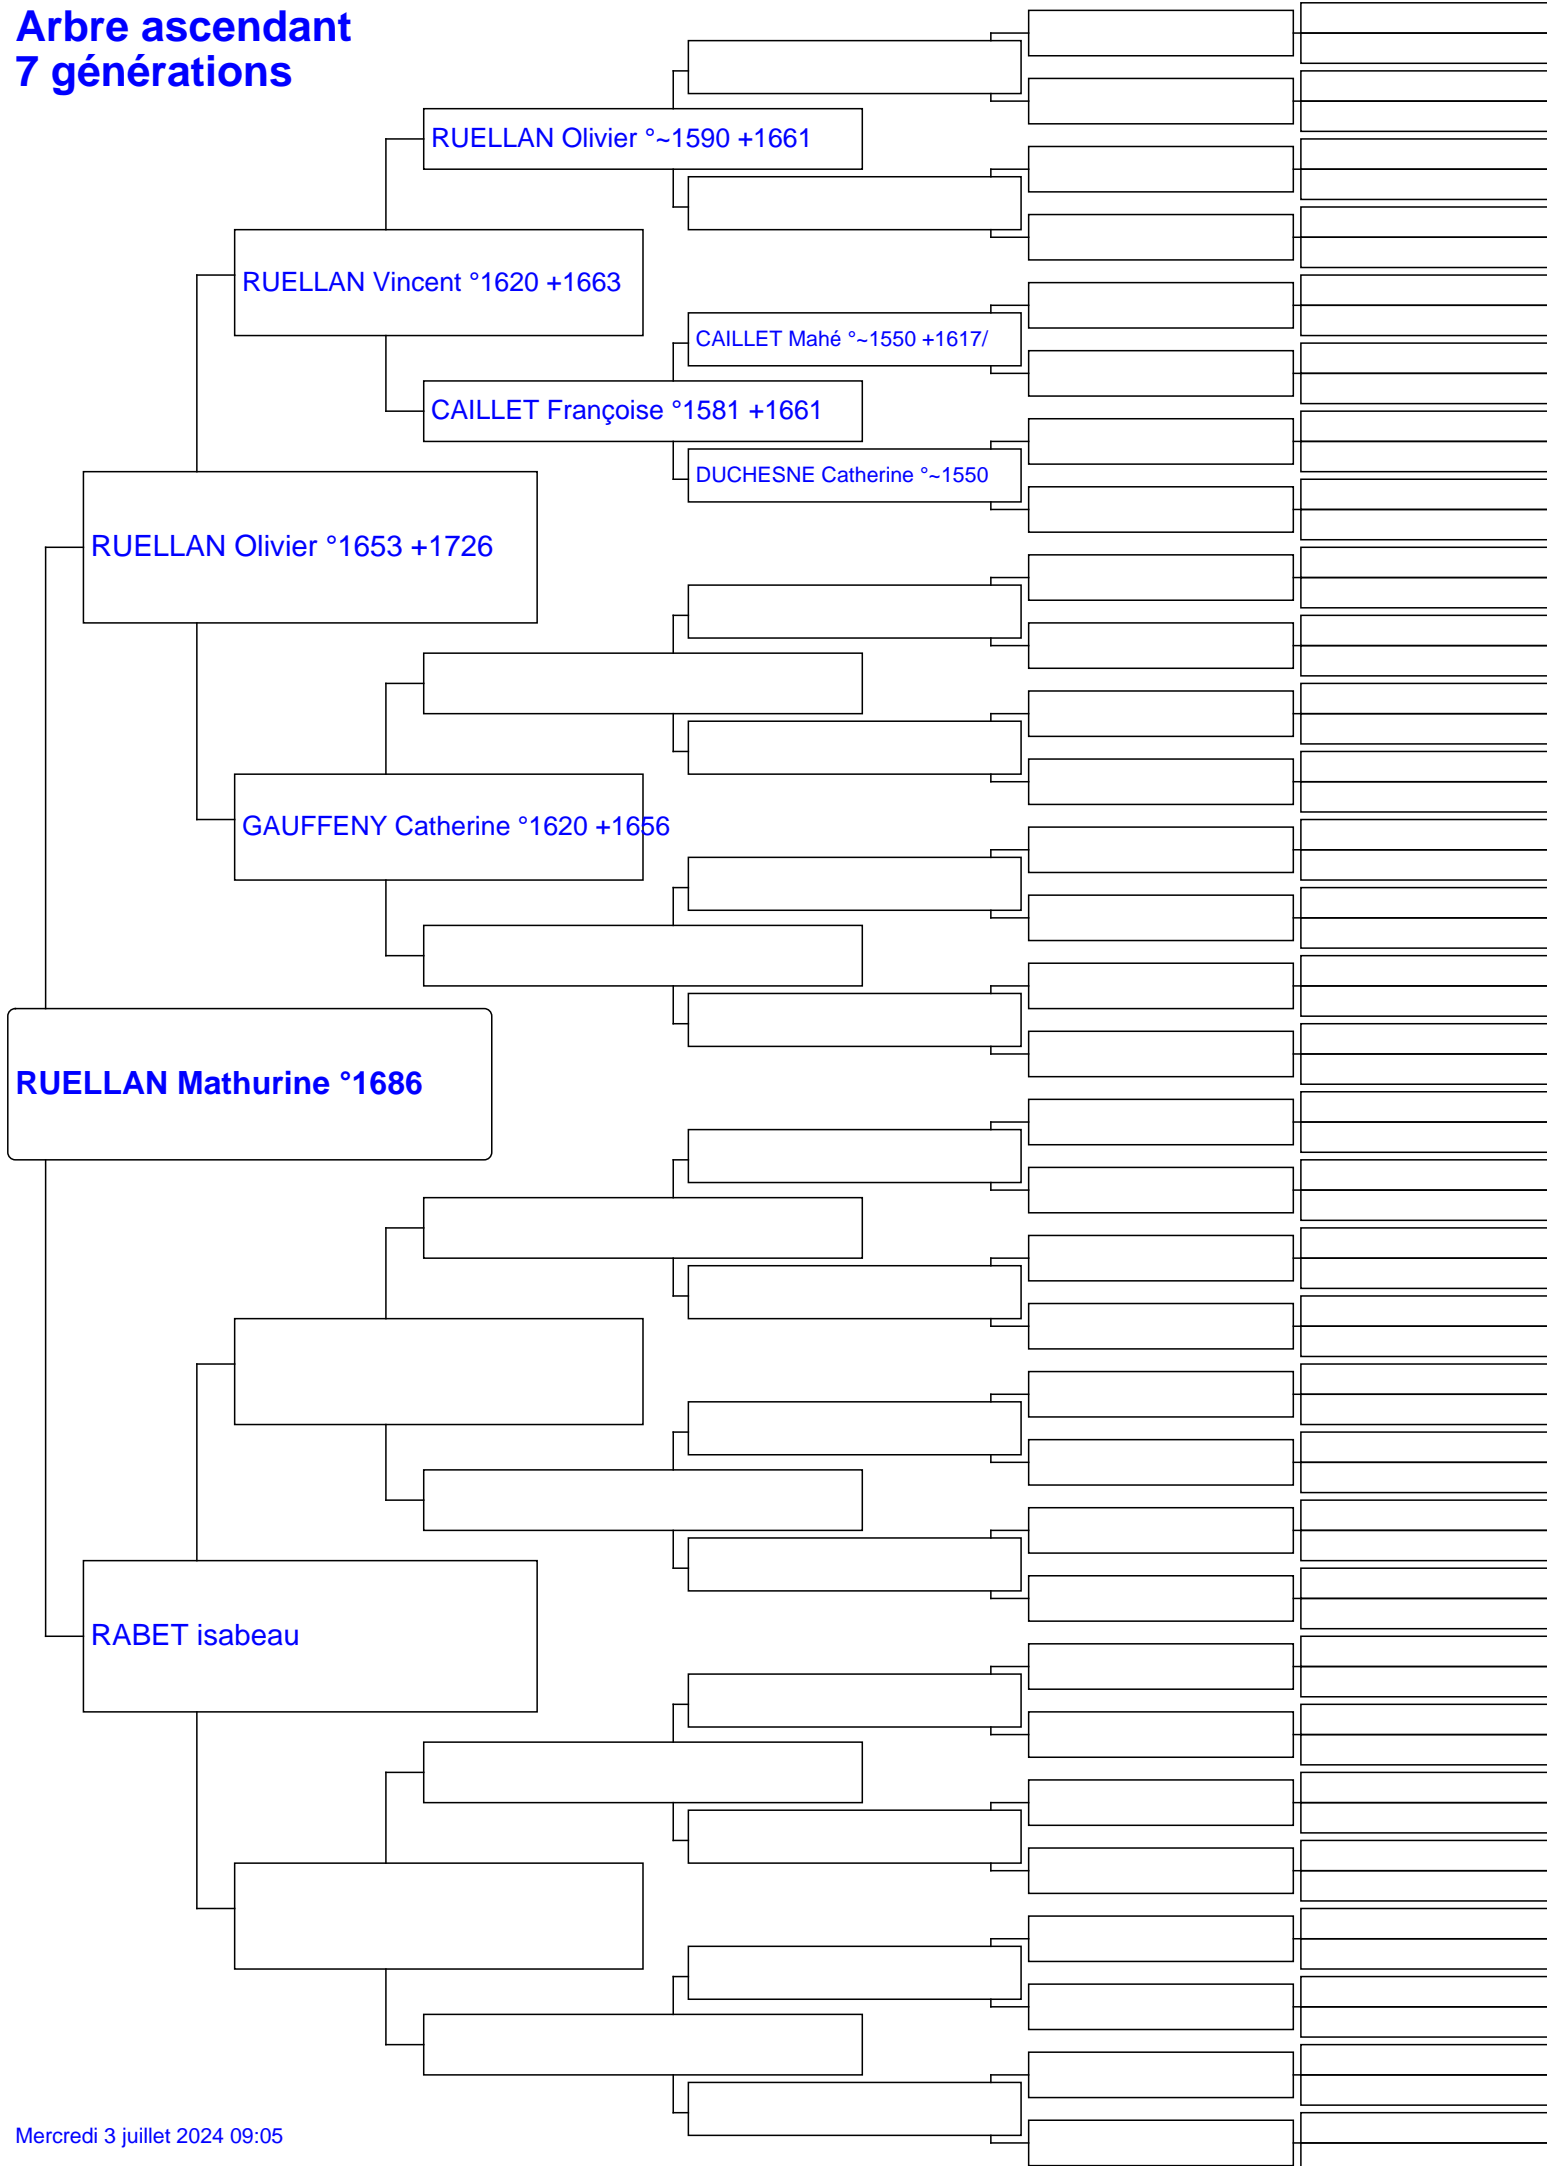 Arbre ascendant
7 générations
RUELLAN Olivier °~1590 +1661
RUELLAN Vincent °1620 +1663
CAILLET Mahé °~1550 +1617/
CAILLET Françoise °1581 +1661
DUCHESNE Catherine °~1550
RUELLAN Olivier °1653 +1726
GAUFFENY Catherine °1620 +1656
RUELLAN Mathurine °1686
RABET isabeau
Mercredi 3 juillet 2024 09:05